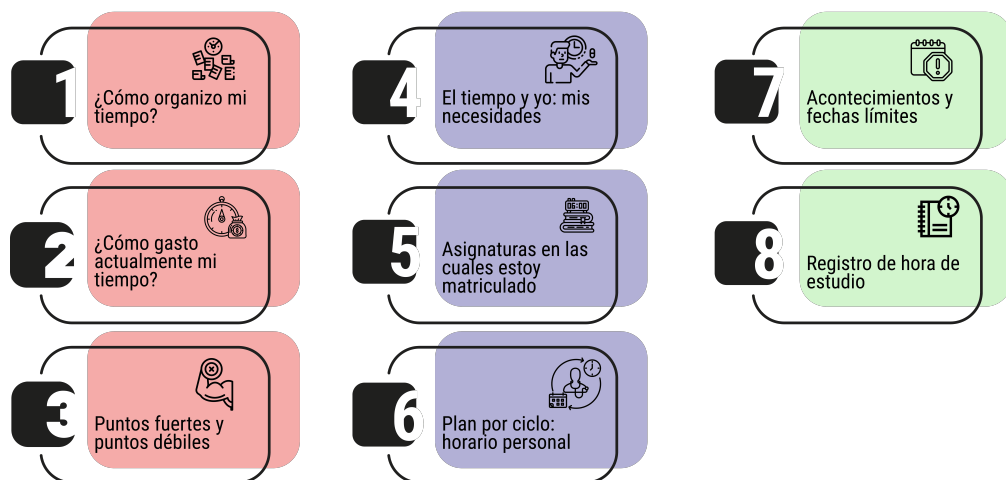 1
¿Cómo organizo mi
tiempo?
2
¿Cómo gasto
actualmente mi
tiempo?
3
Puntos fuertes y
puntos débiles
4
El tiempo y yo: mis
necesidades
5
06:00
Asignaturas en las
cuales estoy
matriculado
6
Plan por ciclo:
horario personal
7
Acontecimientos y
fechas límites
8
Registro de hora de
estudio